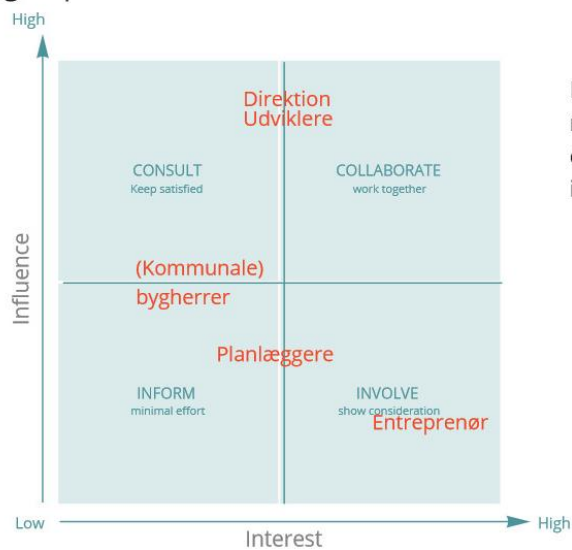 High
Direktion
Udviklere
CONSULT
Keep satisfied
COLLABORATE
work together
Influence
(Kommunale)
bygherrer
Planlæggere
INFORM
minimal effort
INVOLVE
show consideration
Entreprenør
Low
High
Interest